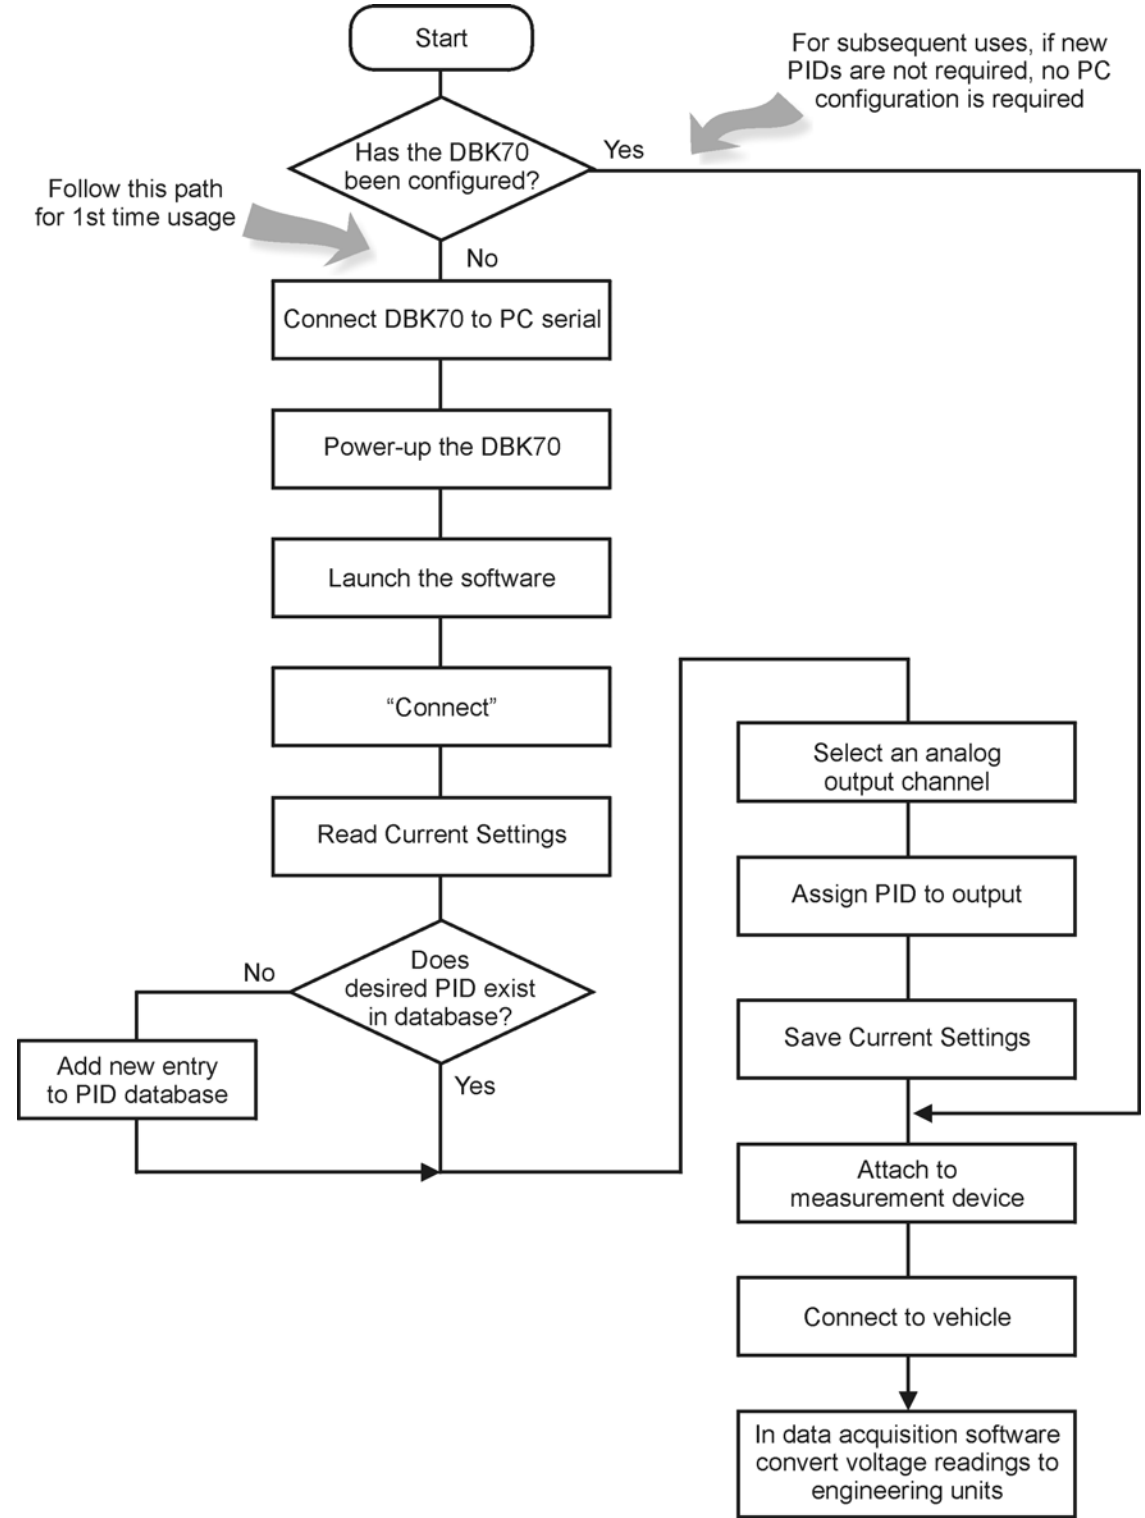 Start
For subsequent uses, if new
PIDs are not required, no PC
configuration is required
Has the DBK70
been configured?
Yes
Follow this path
for 1st time usage
No
Connect DBK70 to PC serial
Power-up the DBK70
Launch the software
“Connect”
Read Current Settings
Does
desired PID exist
in database?
No
Add new entry
to PID database
Yes
Select an analog
output channel
Assign PID to output
Save Current Settings
Attach to
measurement device
Connect to vehicle
In data acquisition software
convert voltage readings to
engineering units